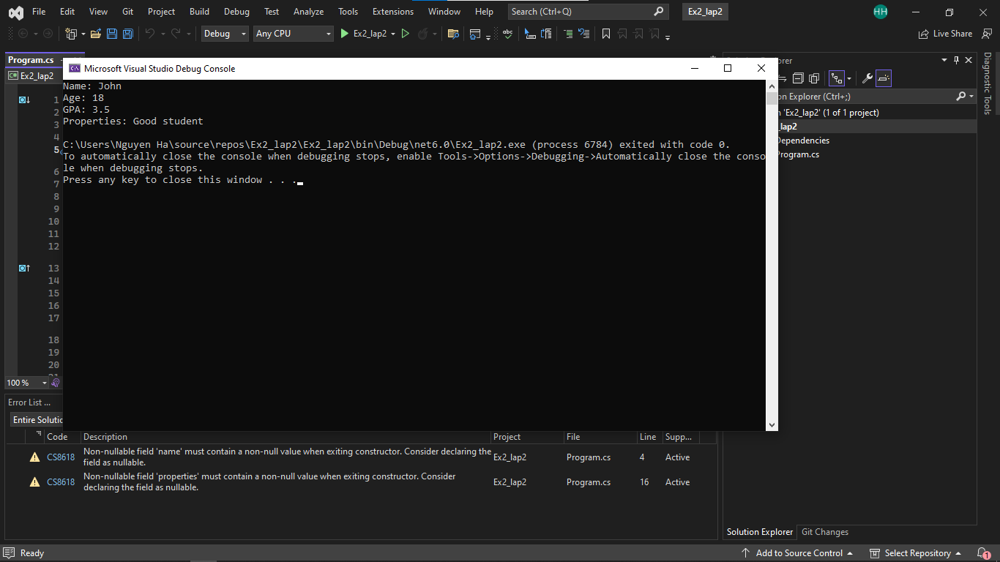 File Edit View Git Project Build Debug Test Analyze Tools Extensions Window Help Search (Ctrl+Q) Ex2_lap2 HH
Debug Any CPU Ex2_lap2 Live Share
Program.cs
Ex2_lap2
Microsoft Visual Studio Debug Console
Name: John
Age: 18
GPA: 3.5
Properties: Good student
C:\Users\Nguyen Ha\source\repos\Ex2_lap2\Ex2_lap2\bin\Debug\net6.0\Ex2_lap2.exe (process 6784) exited with code 0.
To automatically close the console when debugging stops, enable Tools->Options->Debugging->Automatically close the conso
le when debugging stops.
Press any key to close this window . . .
1
2
3
4
5
6
7
8
9
10
11
12
13
14
15
16
17
18
19
20
100 %
orer
on Explorer (Ctrl+;)
'Ex2_lap2' (1 of 1 project)
_lap2
Dependencies
Program.cs
Diagnostic Tools
Error List ...
Entire Solutio
Code Description Project File Line Supp...
CS8618 Non-nullable field 'name' must contain a non-null value when exiting constructor. Consider declaring the Ex2_lap2 Program.cs 4 Active
field as nullable.
CS8618 Non-nullable field 'properties' must contain a non-null value when exiting constructor. Consider Ex2_lap2 Program.cs 16 Active
declaring the field as nullable.
Solution Explorer Git Changes
Ready Add to Source Control Select Repository 1